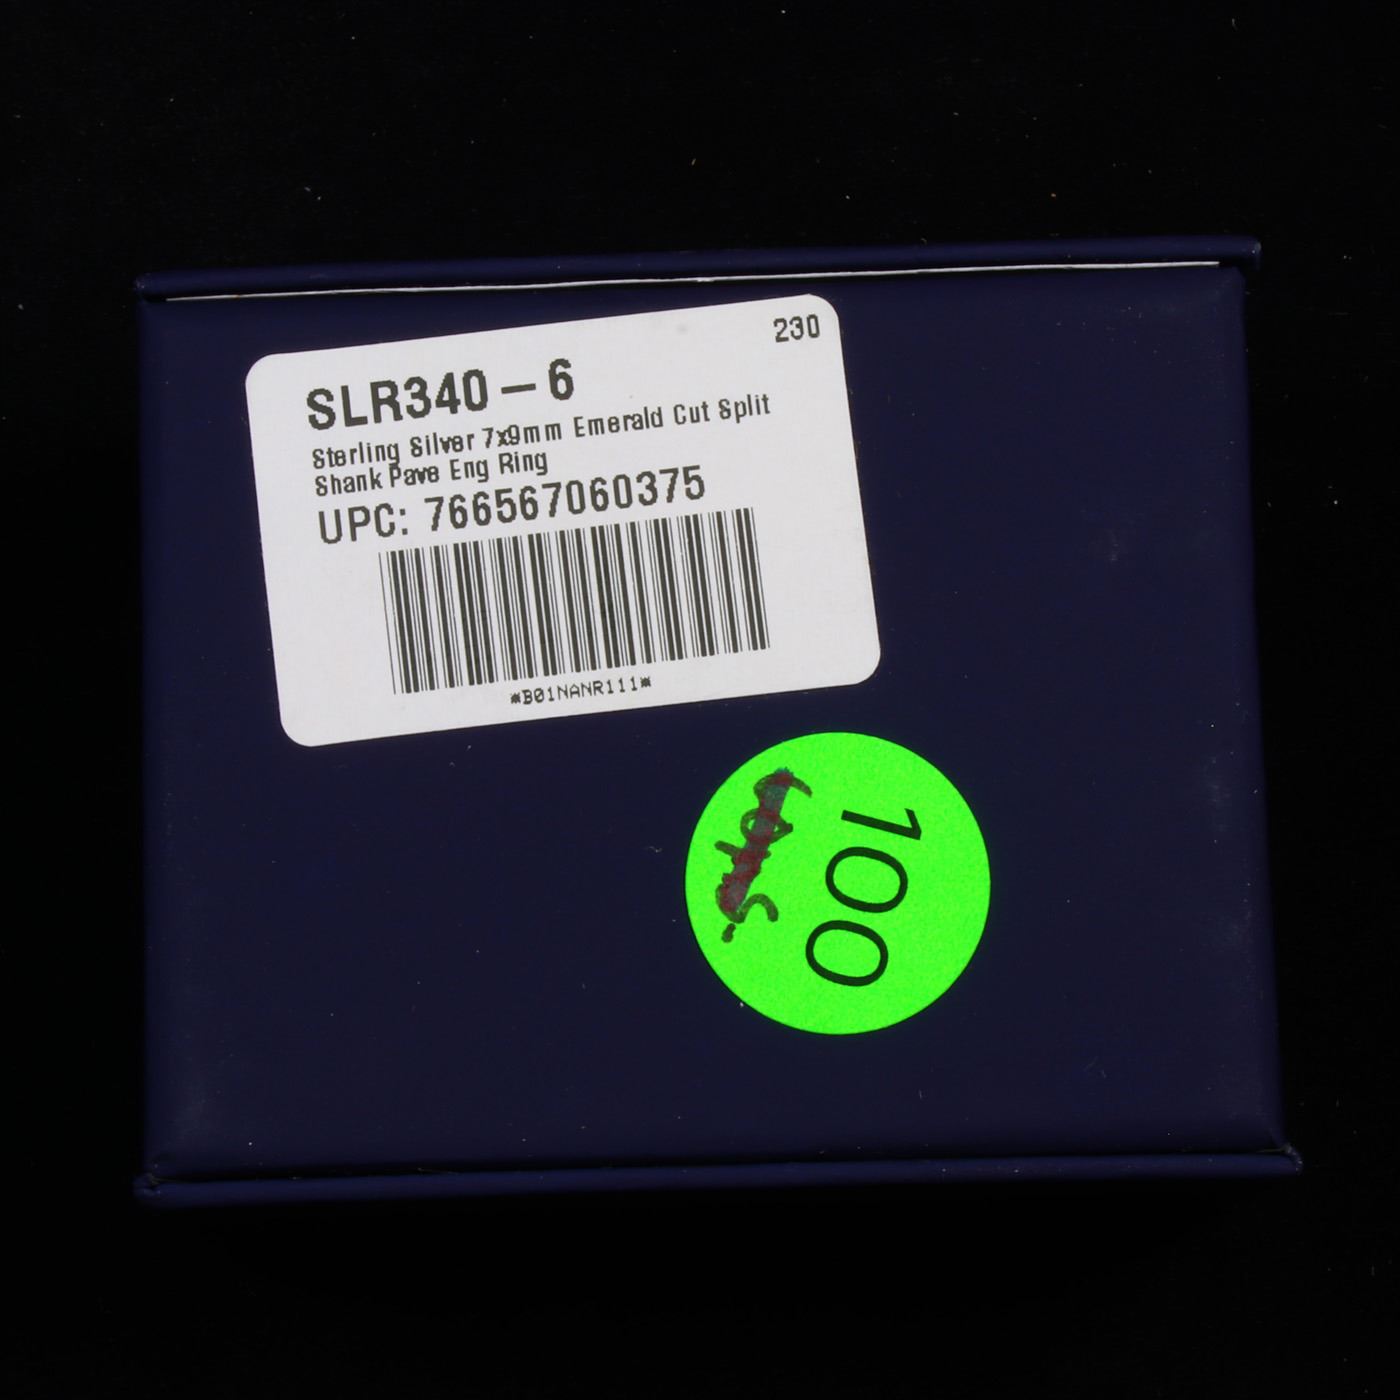 230
SLR340 – 6
Sterling Silver 7x9mm Emerald Cut Split
Shank Pave Eng Ring
UPC: 766567060375
*B01NANR111*
100